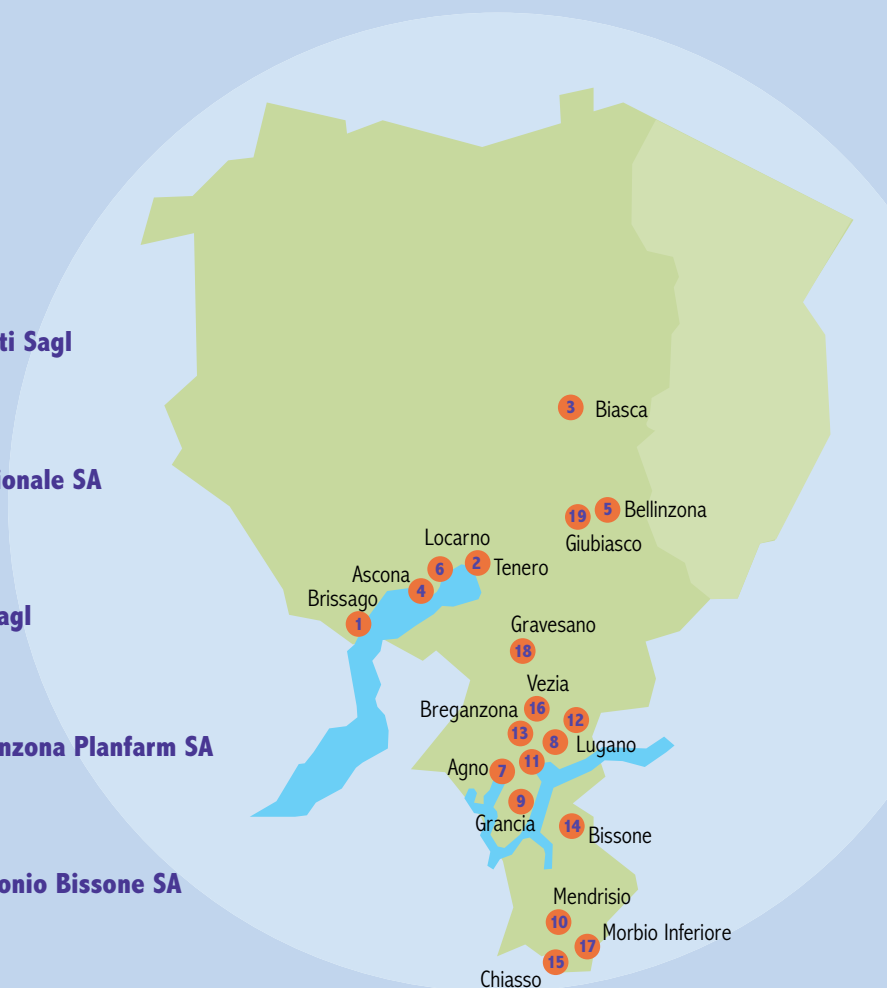 ti Sagl
ionale SA
agl
nzona Planfarm SA
onio Bissone SA
3 Biasca
19 5 Bellinzona
Giubiasco
Locarno
6 2 Tenero
Ascona
4
Brissago
1
Gravesano
18
Vezia
16
Breganzona
12
13
8 Lugano
11
Agno 7
9
Grancia
14 Bissone
Mendrisio
10
17 Morbio Inferiore
15
Chiasso